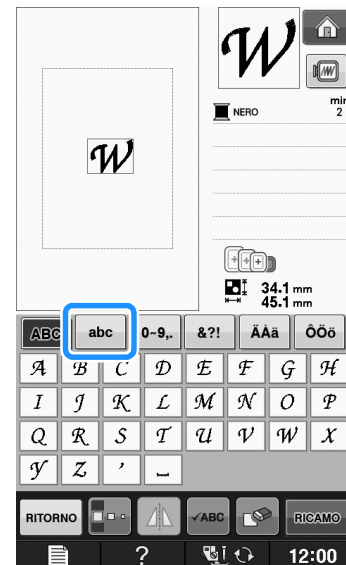 W
NERO
min
2
W
34.1 mm
45.1 mm
ABC abc 0~9,. &?! ÄÅä ÔÖö
A B C D E F G H
I J K L M N O P
Q R S T U V W X
Y Z ' _
RITORNO ✓ABC RICAMO
? 12:00